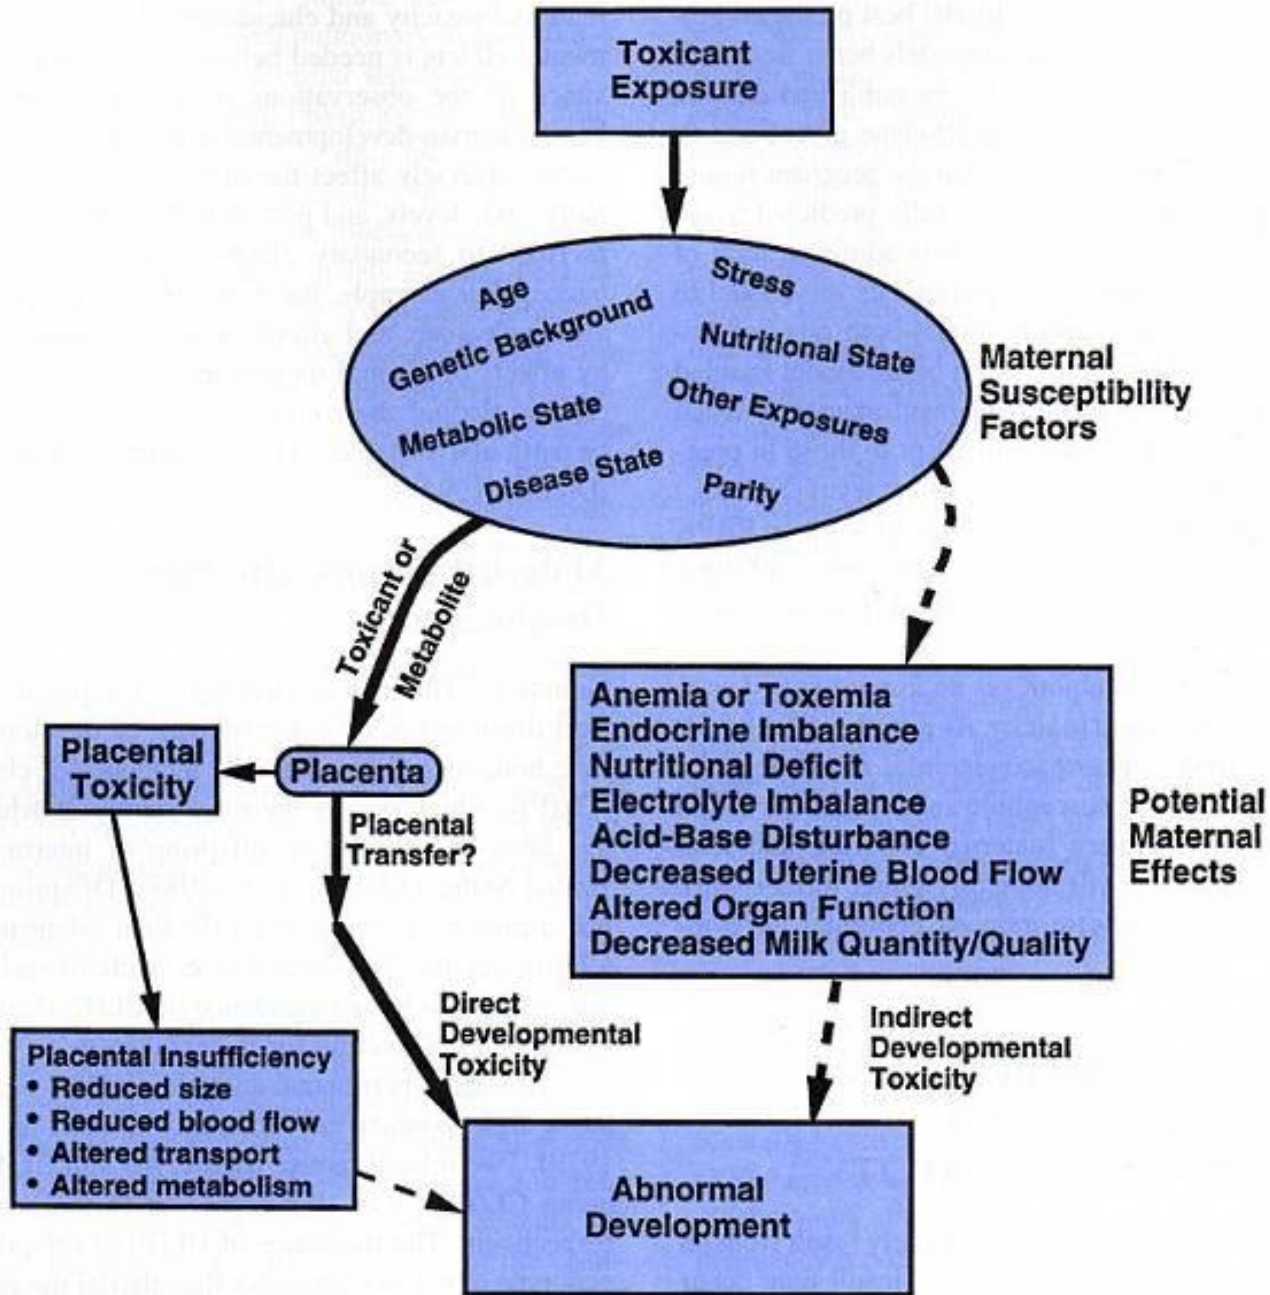 Toxicant
Exposure
Age
Genetic Background
Metabolic State
Disease State
Stress
Nutritional State
Other Exposures
Parity
Maternal
Susceptibility
Factors
Toxicant or
Metabolite
Placental
Toxicity
Placenta
Placental
Transfer?
Anemia or Toxemia
Endocrine Imbalance
Nutritional Deficit
Electrolyte Imbalance
Acid-Base Disturbance
Decreased Uterine Blood Flow
Altered Organ Function
Decreased Milk Quantity/Quality
Potential
Maternal
Effects
Direct
Developmental
Toxicity
Indirect
Developmental
Toxicity
Placental Insufficiency
• Reduced size
• Reduced blood flow
• Altered transport
• Altered metabolism
Abnormal
Development